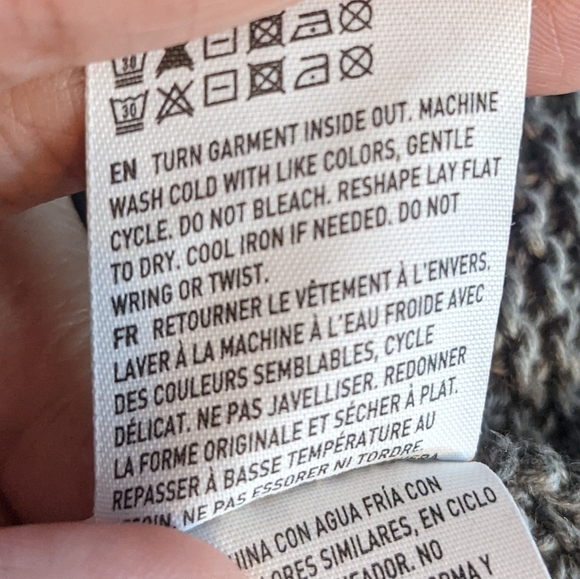 30
30
EN TURN GARMENT INSIDE OUT. MACHINE
WASH COLD WITH LIKE COLORS, GENTLE
CYCLE. DO NOT BLEACH. RESHAPE LAY FLAT
TO DRY. COOL IRON IF NEEDED. DO NOT
WRING OR TWIST.
FR RETOURNER LE VÊTEMENT À L'ENVERS.
LAVER À LA MACHINE À L'EAU FROIDE AVEC
DES COULEURS SEMBLABLES, CYCLE
DÉLICAT. NE PAS JAVELLISER. REDONNER
LA FORME ORIGINALE ET SÉCHER À PLAT.
REPASSER À BASSE TEMPÉRATURE AU
NE PAS ESSORER NI TORDRE.
CON AGUA FRÍA CON
SIMILARES, EN CICLO
NO
Y